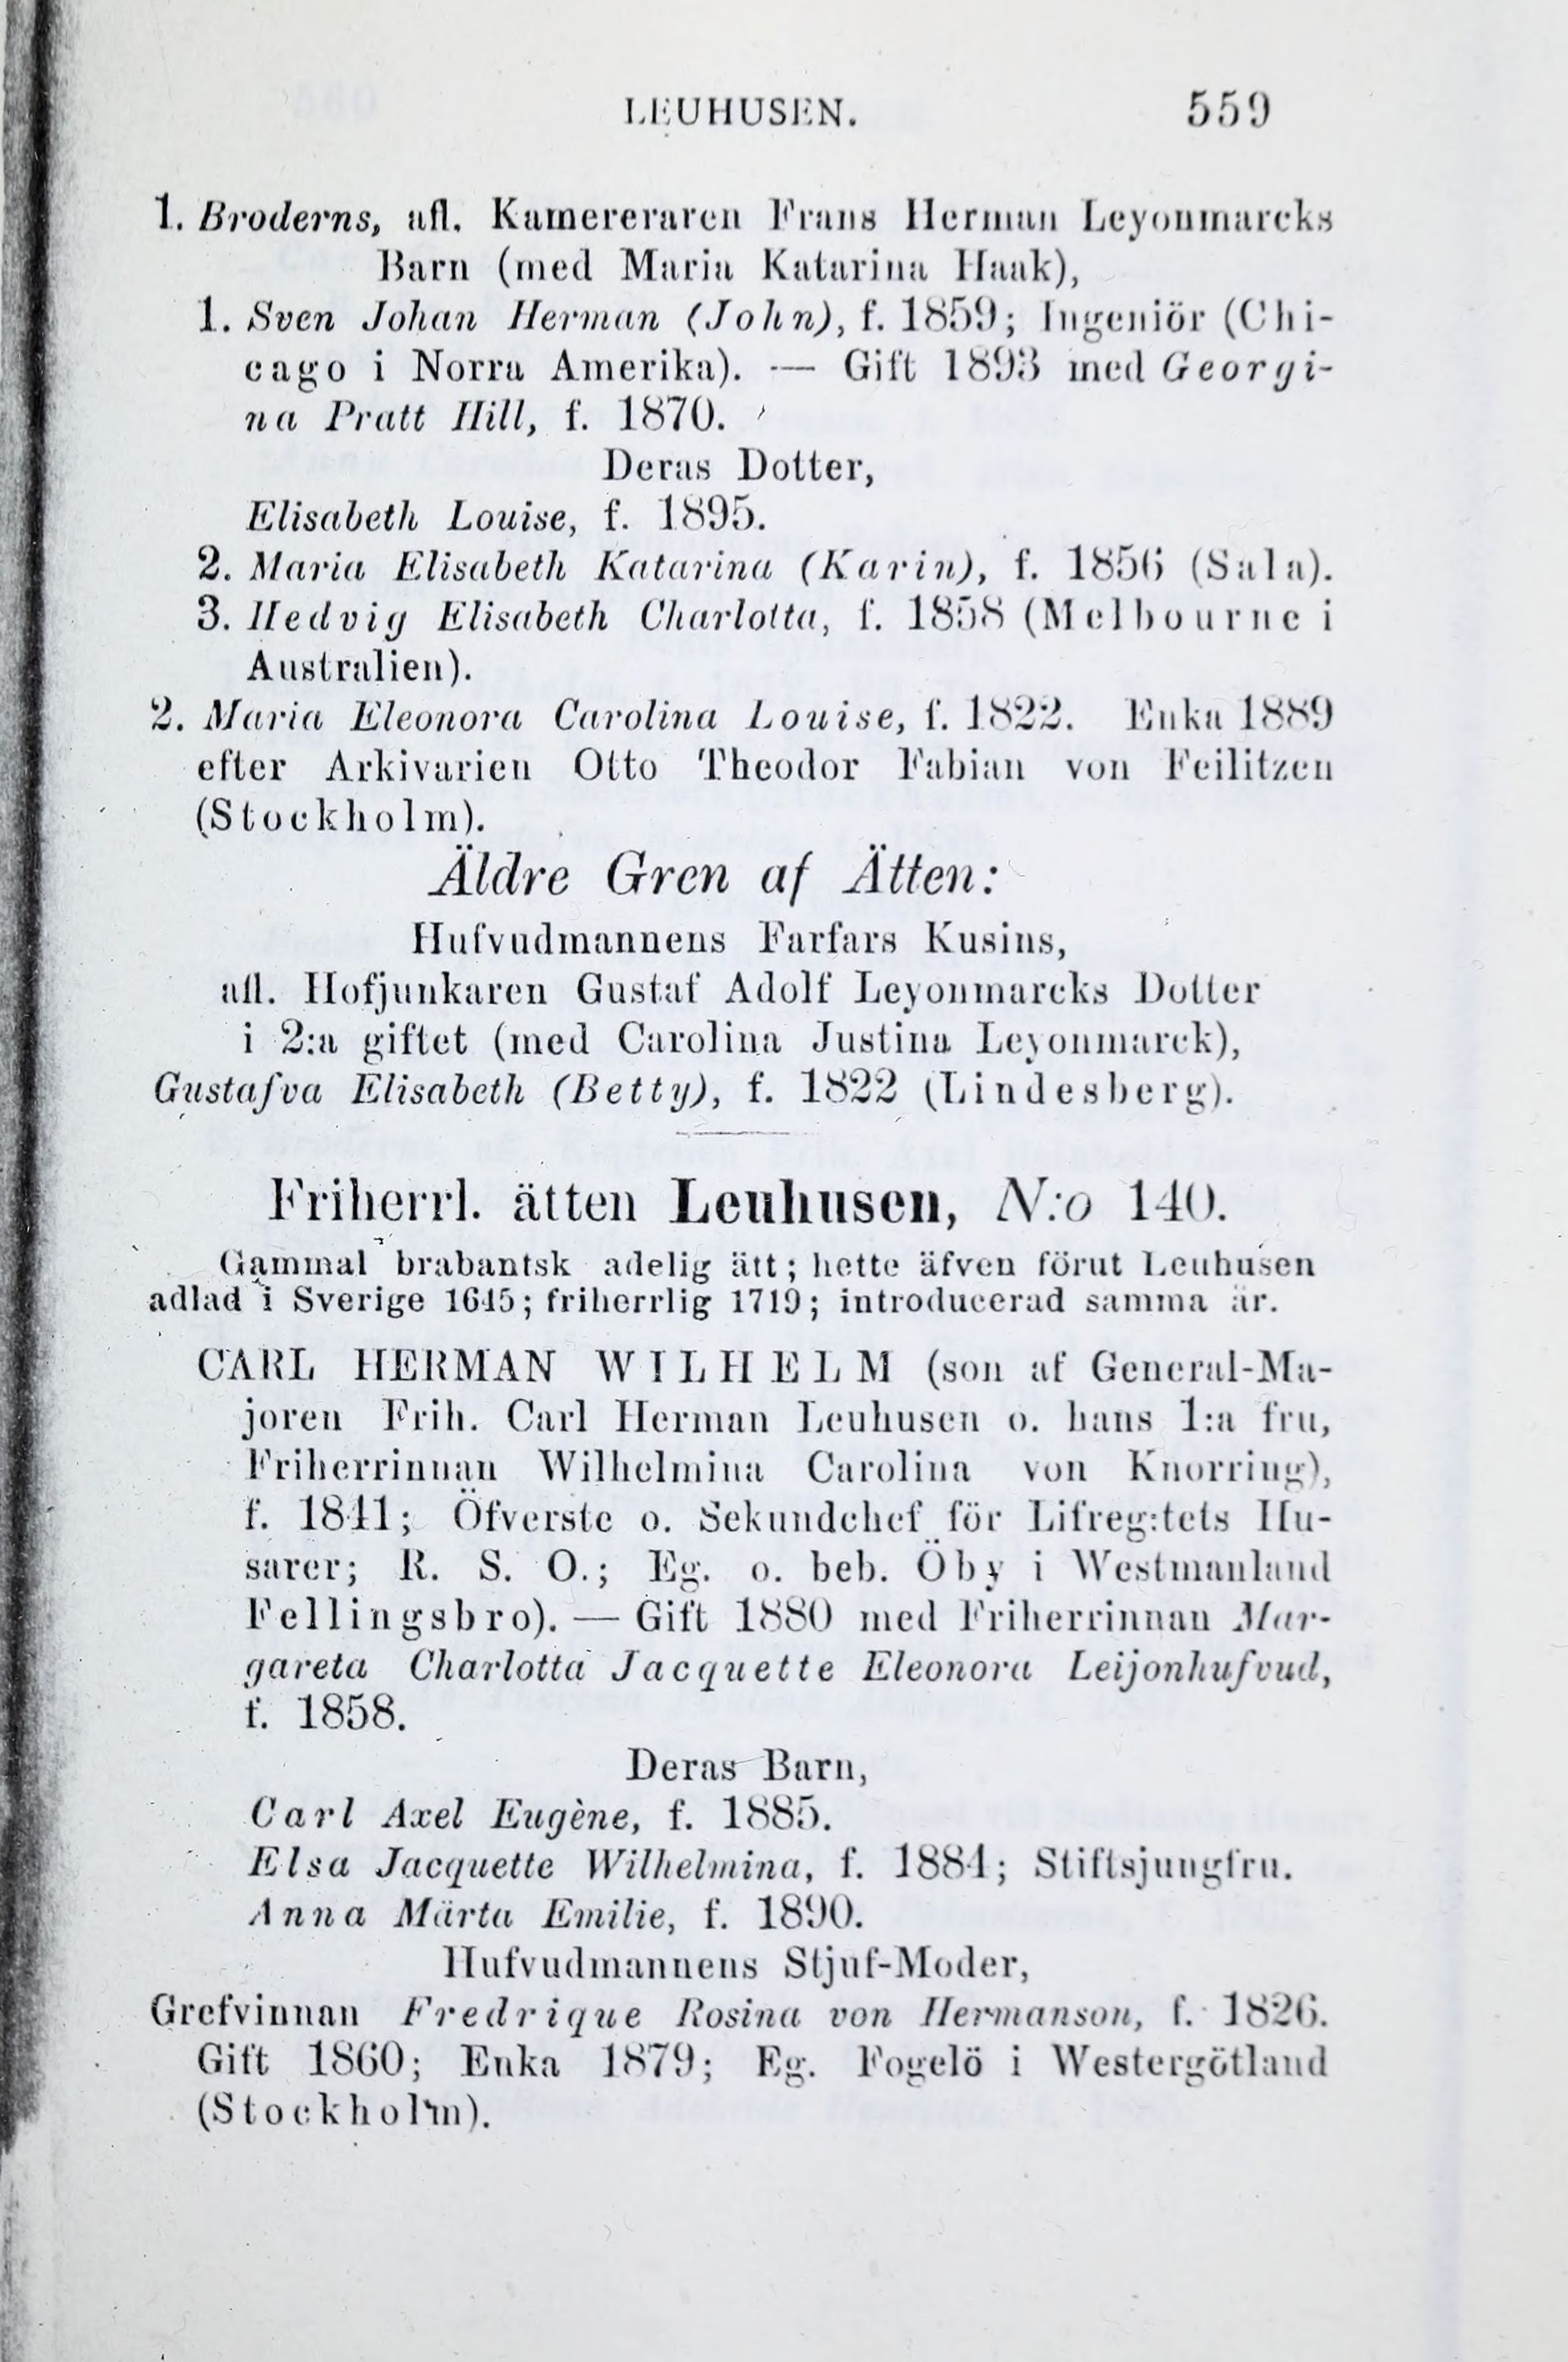 LEUHUSEN. 559
1. Broderns, afl. Kamereraren Frans Herman Leyonmarcks
Barn (med Maria Katarina Haak),
1. Sven Johan Herman (John), f. 1859; Ingeniör (Chi-
cago i Norra Amerika). — Gift 1893 med Georgi-
na Pratt Hill, f. 1870.
Deras Dotter,
Elisabeth Louise, f. 1895.
2. Maria Elisabeth Katarina (Karin), f. 1856 (Sala).
3. Hedvig Elisabeth Charlotta, f. 1858 (Melbourne i
Australien).
2. Maria Eleonora Carolina Louise, f. 1822. Enka 1889
efter Arkivarien Otto Theodor Fabian von Feilitzen
(Stockholm).
Äldre Gren af Ätten:
Hufvudmannens Farfars Kusins,
afl. Hofjunkaren Gustaf Adolf Leyonmarcks Dotter
i 2:a giftet (med Carolina Justina Leyonmarck),
Gustafva Elisabeth (Betty), f. 1822 (Lindesberg).
Friherrl. ätten Leuhusen, N:o 140.
Gammal brabantsk adelig ätt; hette äfven förut Leuhusen
adlad i Sverige 1645; friherrlig 1719; introducerad samma år.
CARL HERMAN WILHELM (son af General-Ma-
joren Frih. Carl Herman Leuhusen o. hans 1:a fru,
Friherrinnan Wilhelmina Carolina von Knorring),
f. 1841; Öfverste o. Sekundchef för Lifreg:tets Hu-
sarer; R. S. O.; Eg. o. beb. Öby i Westmanland
Fellingsbro). — Gift 1880 med Friherrinnan Mar-
gareta Charlotta Jacquette Eleonora Leijonhufvud,
f. 1858.
Deras Barn,
Carl Axel Eugène, f. 1885.
Elsa Jacquette Wilhelmina, f. 1884; Stiftsjungfru.
Anna Märta Emilie, f. 1890.
Hufvudmannens Stjuf-Moder,
Grefvinnan Fredrique Rosina von Hermanson, f. 1826.
Gift 1860; Enka 1879; Eg. Fogelö i Westergötland
(Stockholm).